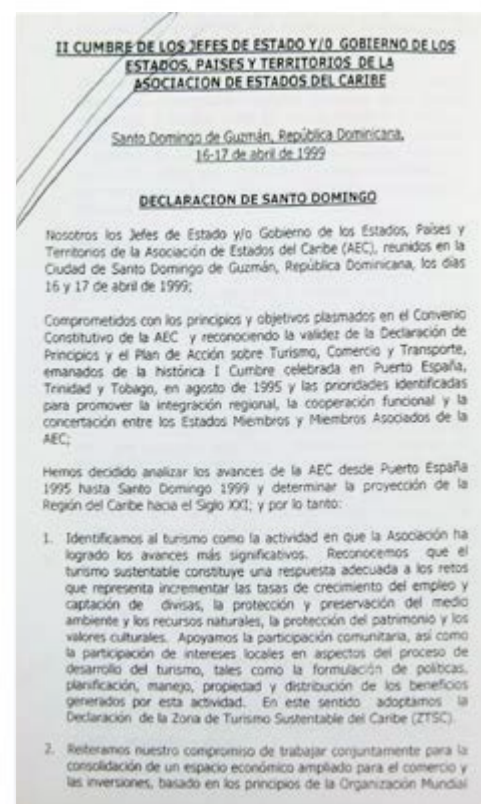 II CUMBRE DE LOS JEFES DE ESTADO Y/O GOBIERNO DE LOS
ESTADOS, PAISES Y TERRITORIOS DE LA
ASOCIACION DE ESTADOS DEL CARIBE
Santo Domingo de Guzmán, República Dominicana,
16-17 de abril de 1999
DECLARACION DE SANTO DOMINGO
Nosotros los Jefes de Estado y/o Gobierno de los Estados, Países y
Territorios de la Asociación de Estados del Caribe (AEC), reunidos en la
Ciudad de Santo Domingo de Guzmán, República Dominicana, los días
16 y 17 de abril de 1999;
Comprometidos con los principios y objetivos plasmados en el Convenio
Constitutivo de la AEC y reconociendo la validez de la Declaración de
Principios y el Plan de Acción sobre Turismo, Comercio y Transporte,
emanados de la histórica I Cumbre celebrada en Puerto España,
Trinidad y Tobago, en agosto de 1995 y las prioridades identificadas
para promover la integración regional, la cooperación funcional y la
concertación entre los Estados Miembros y Miembros Asociados de la
AEC;
Hemos decidido analizar los avances de la AEC desde Puerto España
1995 hasta Santo Domingo 1999 y determinar la proyección de la
Región del Caribe hacia el Siglo XXI; y por lo tanto:
1. Identificamos al turismo como la actividad en que la Asociación ha
logrado los avances más significativos. Reconocemos que el
turismo sustentable constituye una respuesta adecuada a los retos
que representa incrementar las tasas de crecimiento del empleo y
captación de divisas, la protección y preservación del medio
ambiente y los recursos naturales, la protección del patrimonio y los
valores culturales. Apoyamos la participación comunitaria, así como
la participación de intereses locales en aspectos del proceso de
desarrollo del turismo, tales como la formulación de políticas,
planificación, manejo, propiedad y distribución de los beneficios
generados por esta actividad. En este sentido adoptamos la
Declaración de la Zona de Turismo Sustentable del Caribe (ZTSC).
2. Reiteramos nuestro compromiso de trabajar conjuntamente para la
consolidación de un espacio económico ampliado para el comercio y
las inversiones, basado en los principios de la Organización Mundial